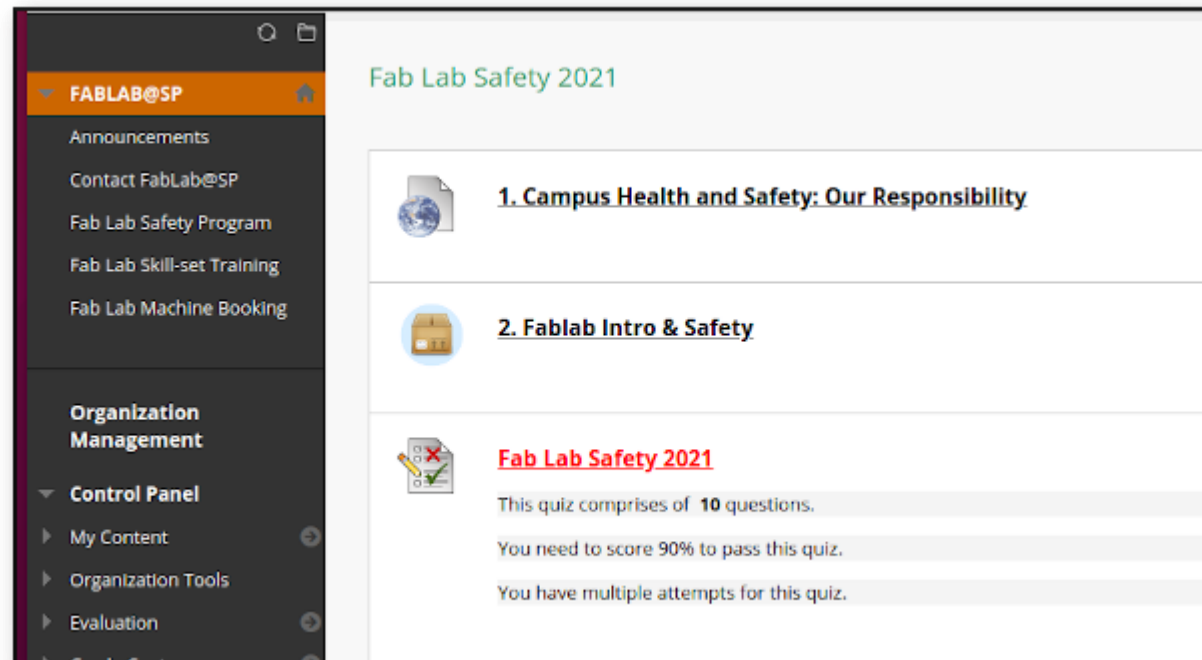 FABLAB@SP
Announcements
Contact FabLab@SP
Fab Lab Safety Program
Fab Lab Skill-set Training
Fab Lab Machine Booking
Organization
Management
Control Panel
My Content
Organization Tools
Evaluation
Fab Lab Safety 2021
1. Campus Health and Safety: Our Responsibility
2. Fablab Intro & Safety
Fab Lab Safety 2021
This quiz comprises of 10 questions.
You need to score 90% to pass this quiz.
You have multiple attempts for this quiz.